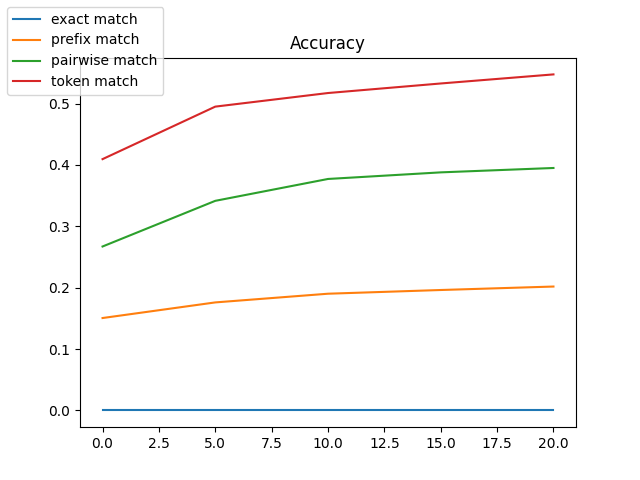 exact match
prefix match
pairwise match
token match
Accuracy
0.5
0.4
0.3
0.2
0.1
0.0
0.0 2.5 5.0 7.5 10.0 12.5 15.0 17.5 20.0